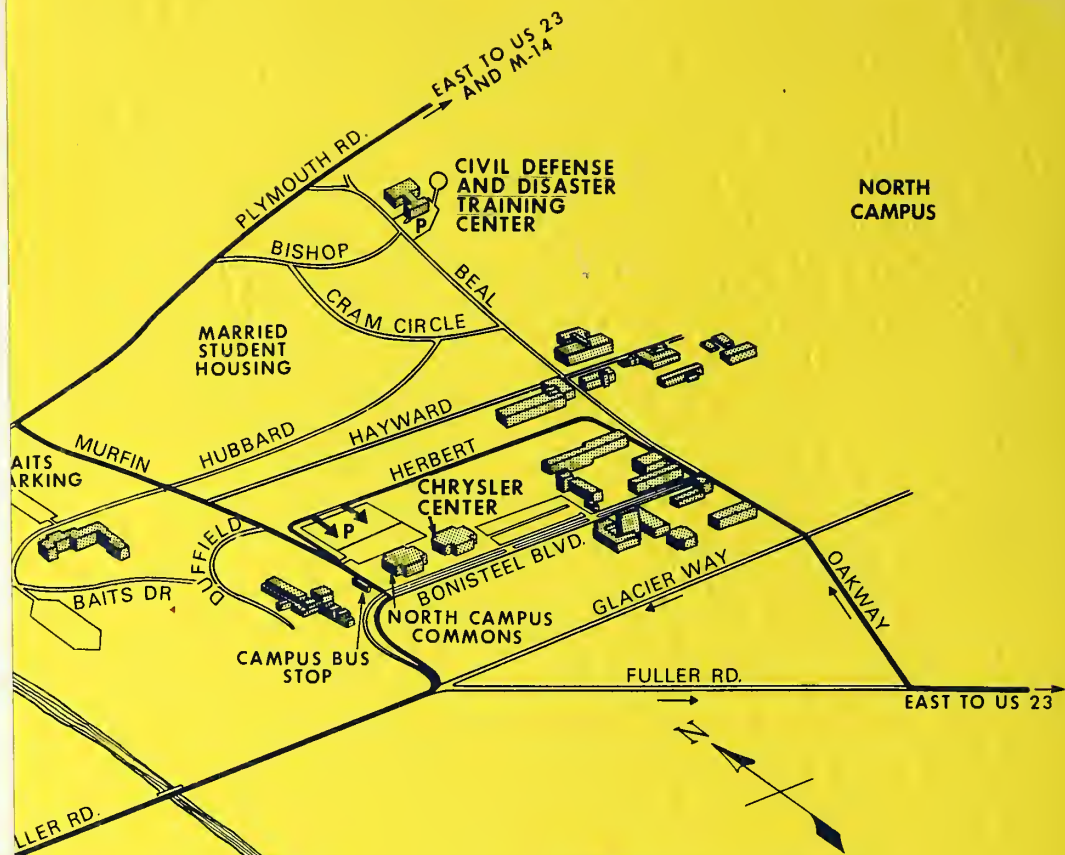 EAST TO US 23
AND M-14
PLYMOUTH RD.
CIVIL DEFENSE
AND DISASTER
TRAINING
CENTER
P
NORTH
CAMPUS
BISHOP
BEAL
CRAM CIRCLE
MARRIED
STUDENT
HOUSING
MURFIN
HUBBARD
HAYWARD
HERBERT
AITS
ARKING
CHRYSLER
CENTER
P
DUFFIELD
BONISTEEL BLVD.
BAITS DR
GLACIER WAY
OAKWAY
NORTH CAMPUS
COMMONS
CAMPUS BUS
STOP
FULLER RD.
EAST TO US 23
N
LLER RD.